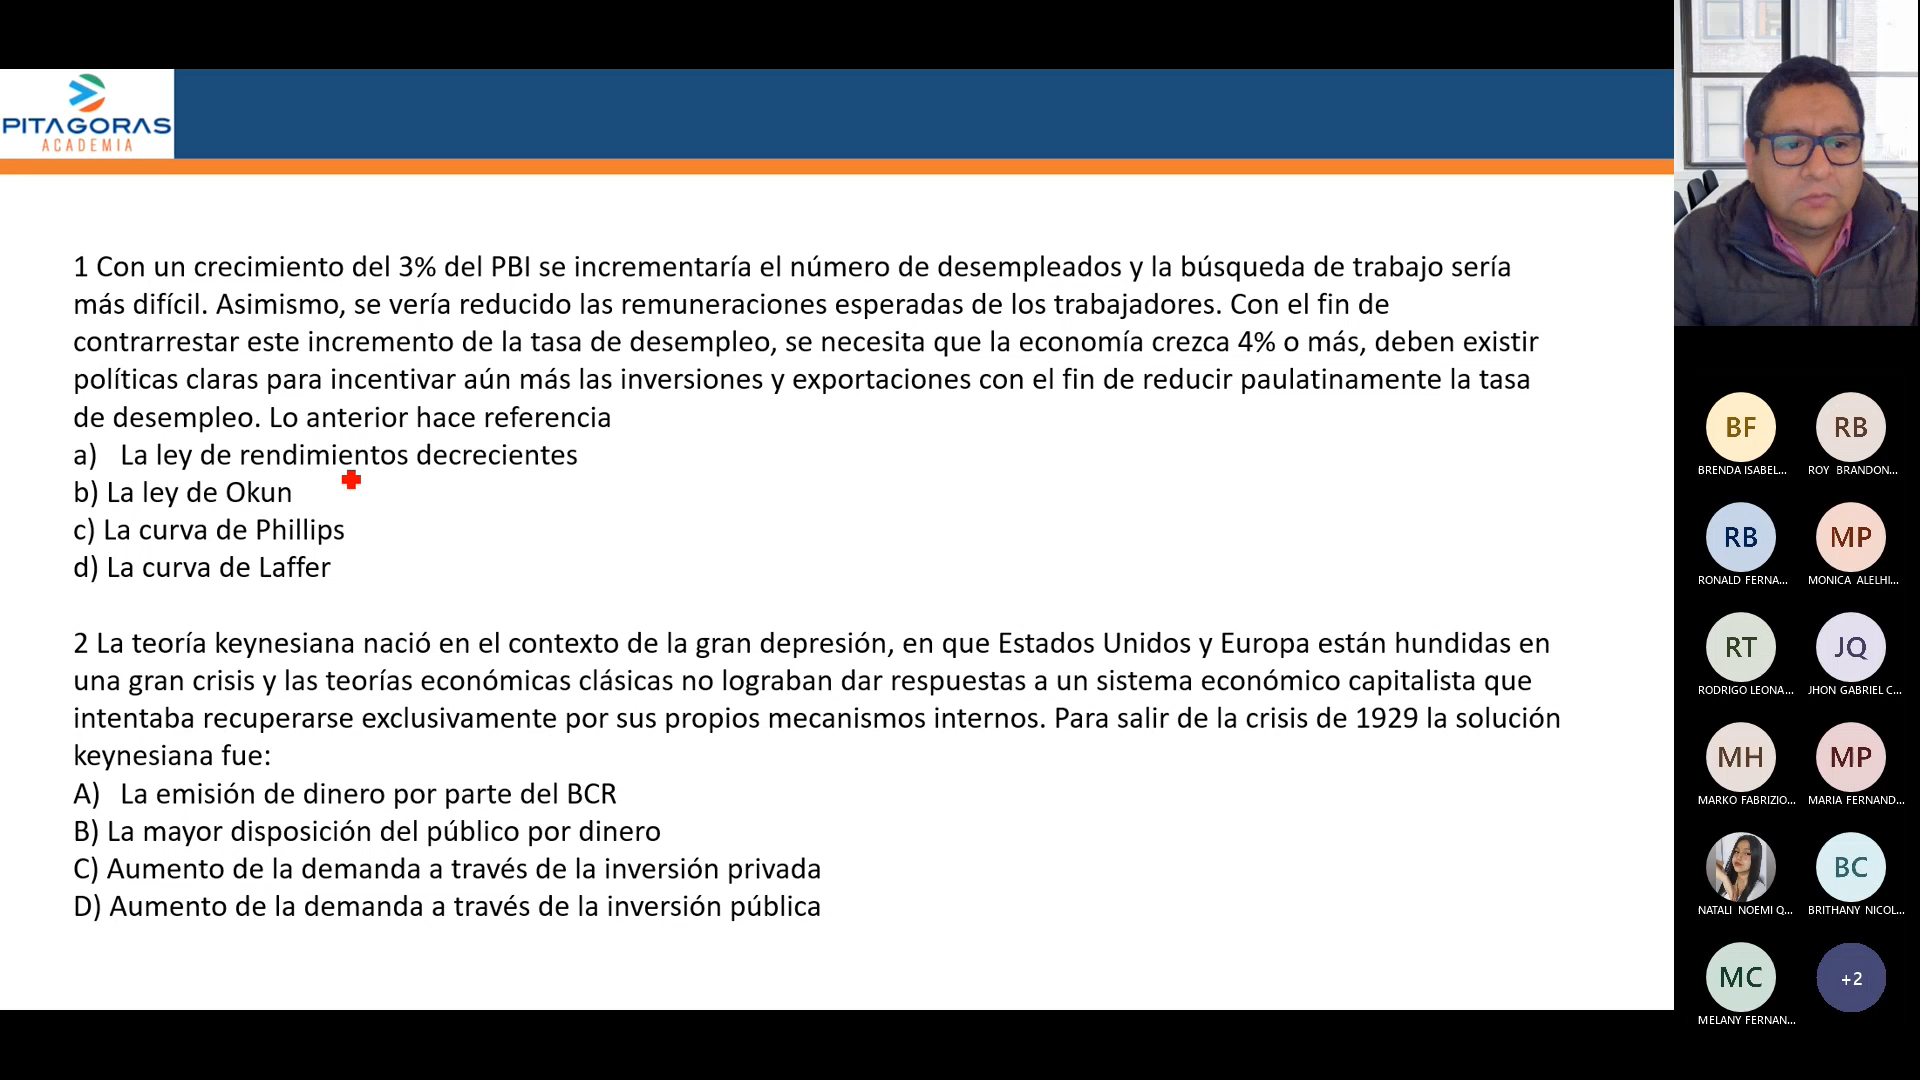 PITAGORAS
ACADEMIA
1 Con un crecimiento del 3% del PBI se incrementaría el número de desempleados y la búsqueda de trabajo sería
más difícil. Asimismo, se vería reducido las remuneraciones esperadas de los trabajadores. Con el fin de
contrarrestar este incremento de la tasa de desempleo, se necesita que la economía crezca 4% o más, deben existir
políticas claras para incentivar aún más las inversiones y exportaciones con el fin de reducir paulatinamente la tasa
de desempleo. Lo anterior hace referencia
a) La ley de rendimientos decrecientes
b) La ley de Okun
c) La curva de Phillips
d) La curva de Laffer
2 La teoría keynesiana nació en el contexto de la gran depresión, en que Estados Unidos y Europa están hundidas en
una gran crisis y las teorías económicas clásicas no lograban dar respuestas a un sistema económico capitalista que
intentaba recuperarse exclusivamente por sus propios mecanismos internos. Para salir de la crisis de 1929 la solución
keynesiana fue:
A) La emisión de dinero por parte del BCR
B) La mayor disposición del público por dinero
C) Aumento de la demanda a través de la inversión privada
D) Aumento de la demanda a través de la inversión pública
BF RB
BRENDA ISABEL... ROY BRANDON...
RB MP
RONALD FERNA... MONICA ALELHI...
RT JQ
RODRIGO LEONA... JHON GABRIEL C...
MH MP
MARKO FABRIZIO... MARIA FERNAND...
BC
NATALI NOEMI Q... BRITHANY NICOL...
MC +2
MELANY FERNAN...